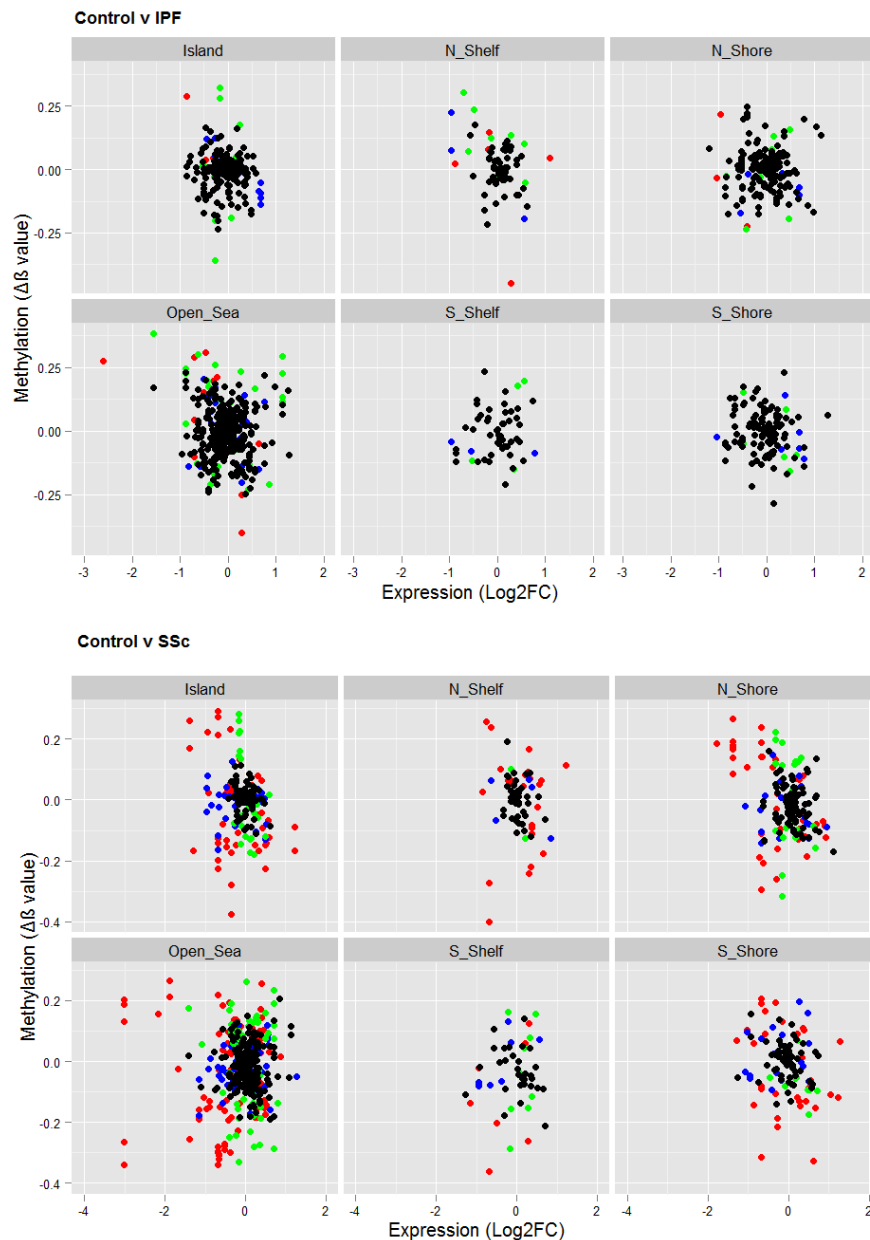 Control v IPF
Island N_Shelf N_Shore
0.25
0.00
-0.25
Open_Sea S_Shelf S_Shore
0.25
0.00
-0.25
Methylation (Δß value)
-3 -2 -1 0 1 2 -3 -2 -1 0 1 2 -3 -2 -1 0 1 2
Expression (Log2FC)
Control v SSc
Island N_Shelf N_Shore
0.2
0.0
-0.2
-0.4
Open_Sea S_Shelf S_Shore
0.2
0.0
-0.2
-0.4
Methylation (Δß value)
-4 -2 0 2 -4 -2 0 2 -4 -2 0 2
Expression (Log2FC)